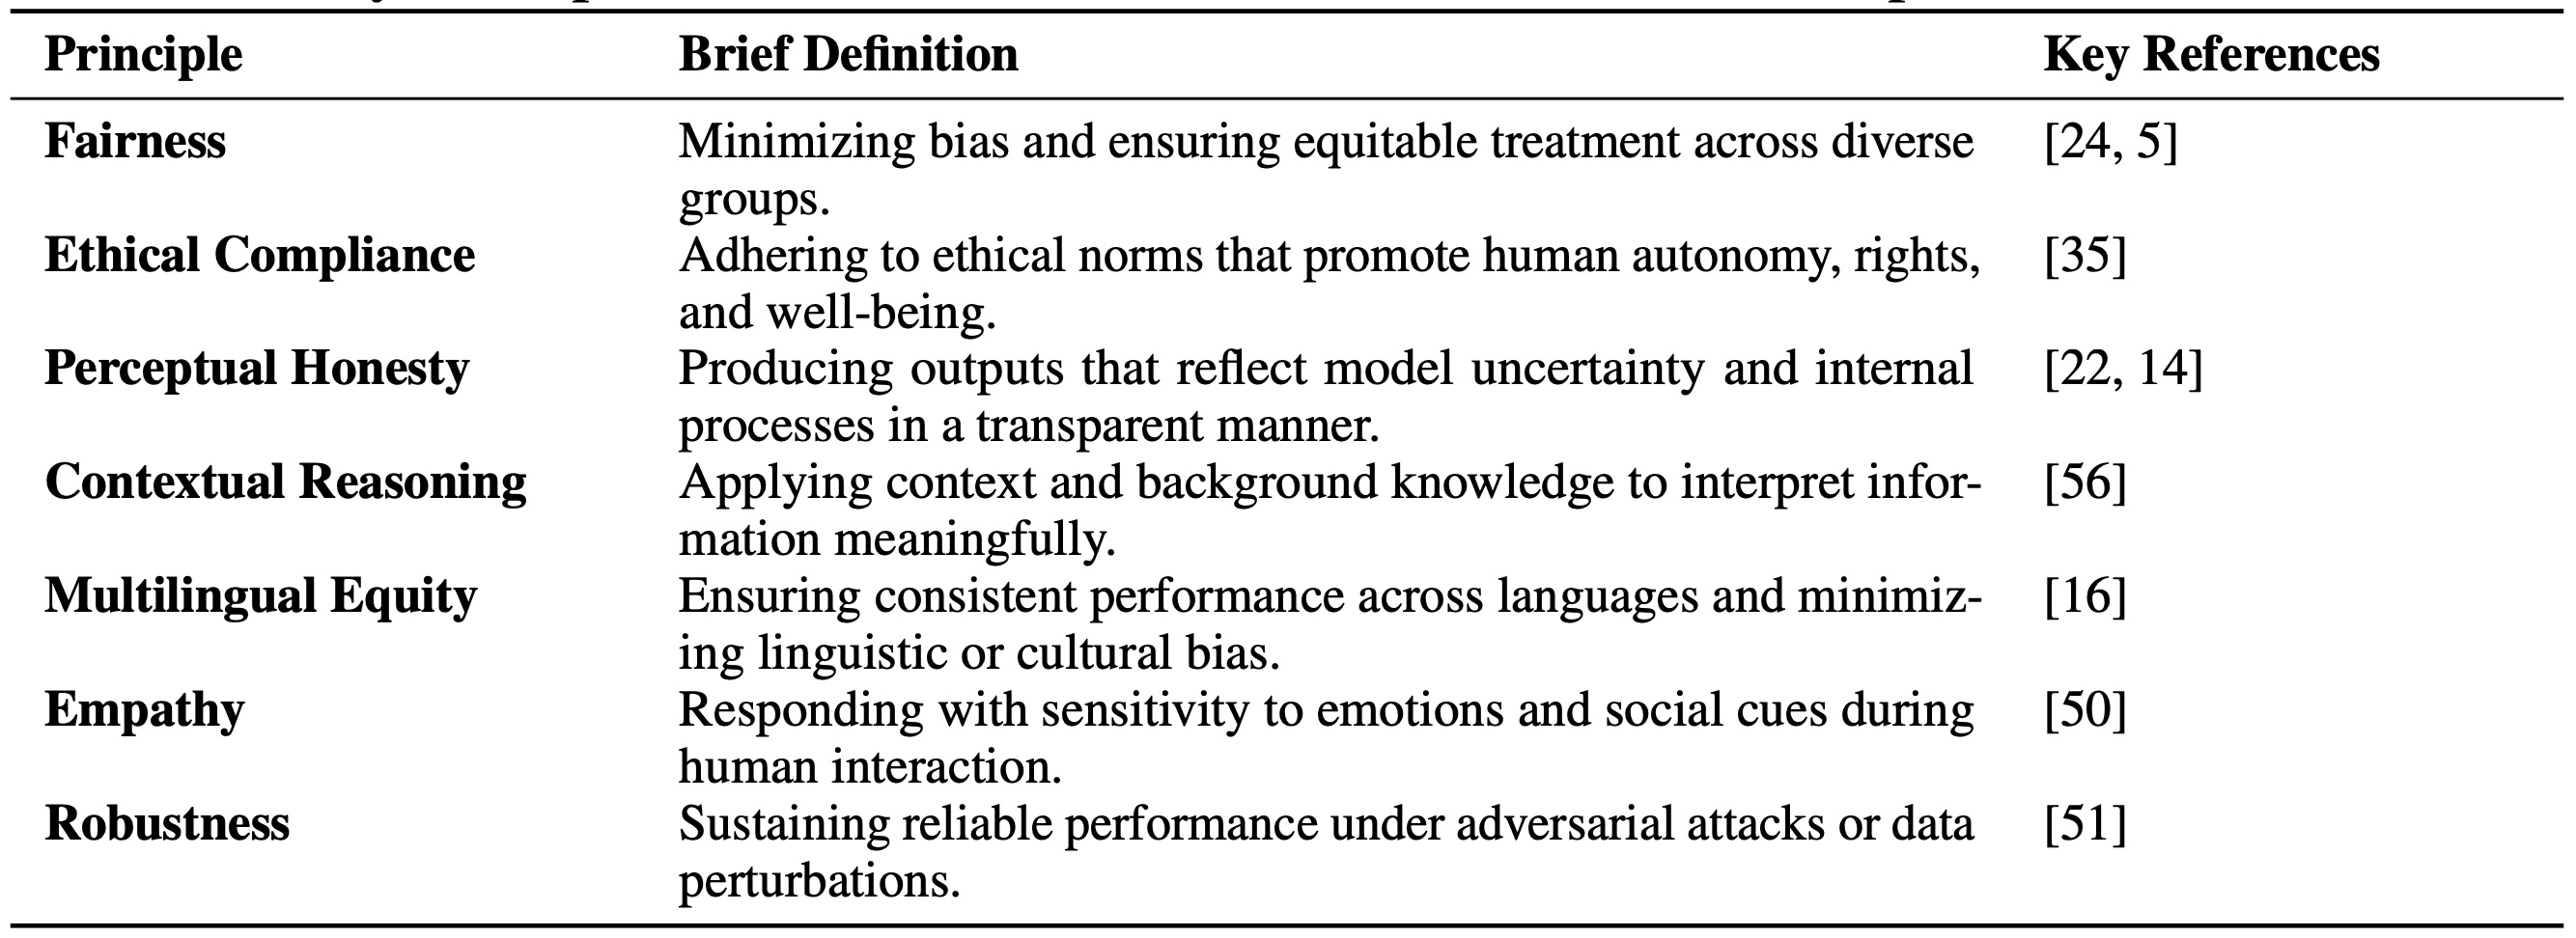 Principle Brief Definition Key References
Fairness Minimizing bias and ensuring equitable treatment across diverse [24, 5]
groups.
Ethical Compliance Adhering to ethical norms that promote human autonomy, rights, [35]
and well-being.
Perceptual Honesty Producing outputs that reflect model uncertainty and internal [22, 14]
processes in a transparent manner.
Contextual Reasoning Applying context and background knowledge to interpret infor- [56]
mation meaningfully.
Multilingual Equity Ensuring consistent performance across languages and minimiz- [16]
ing linguistic or cultural bias.
Empathy Responding with sensitivity to emotions and social cues during [50]
human interaction.
Robustness Sustaining reliable performance under adversarial attacks or data [51]
perturbations.